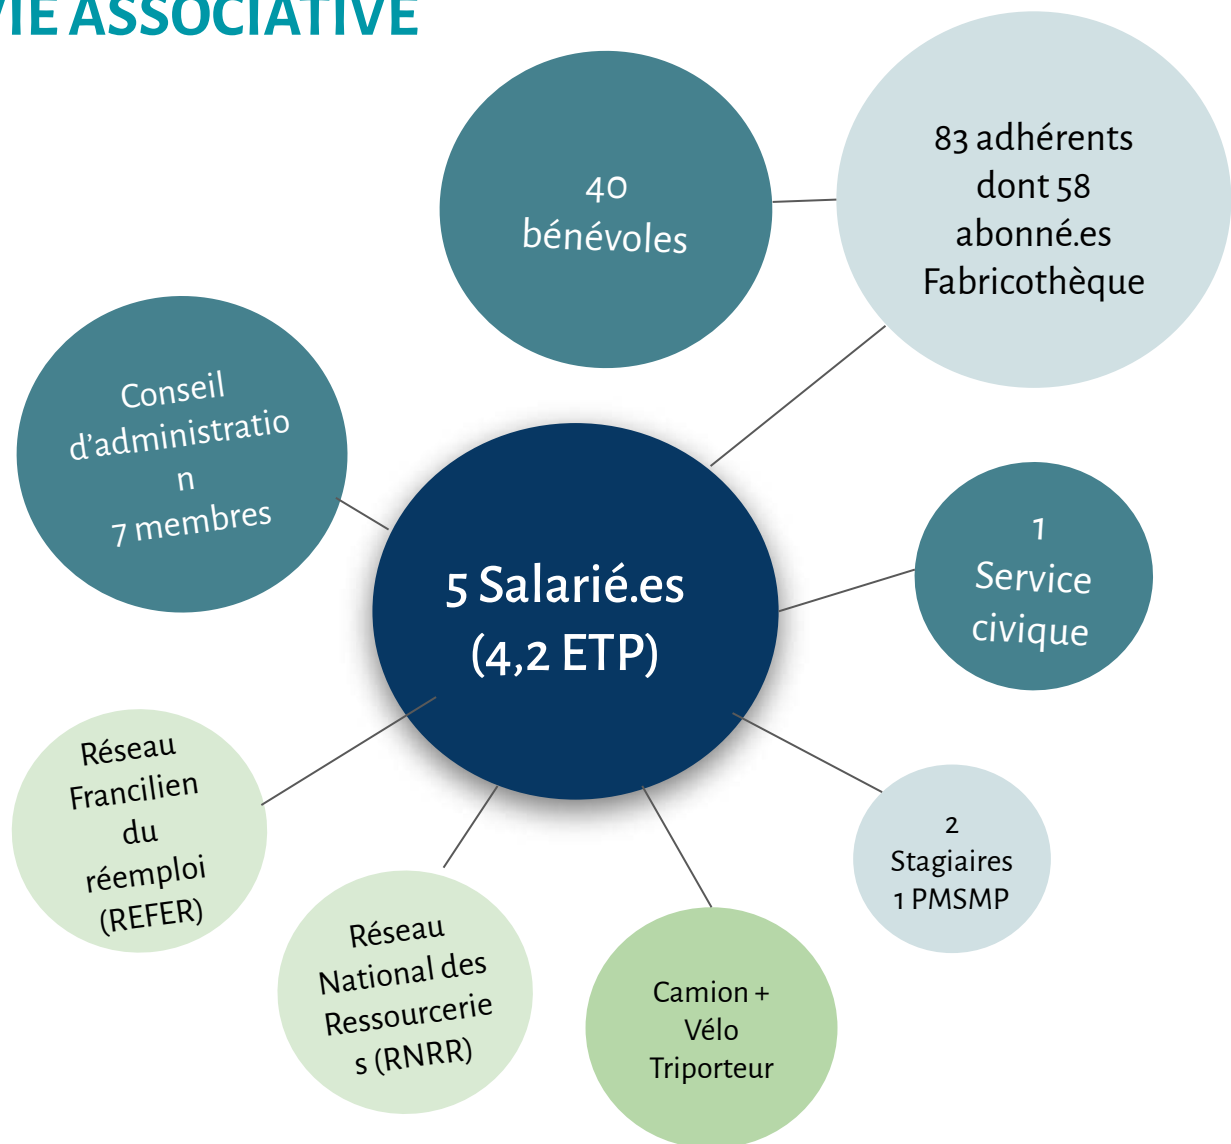 VIE ASSOCIATIVE
40
bénévoles
83 adhérents
dont 58
abonné.es
Fabricothèque
Conseil
d’administratio
n
7 membres
5 Salarié.es
(4,2 ETP)
1
Service
civique
Réseau
Francilien
du
réemploi
(REFER)
Réseau
National des
Ressourcerie
s (RNRR)
Camion +
Vélo
Triporteur
2
Stagiaires
1 PMSMP